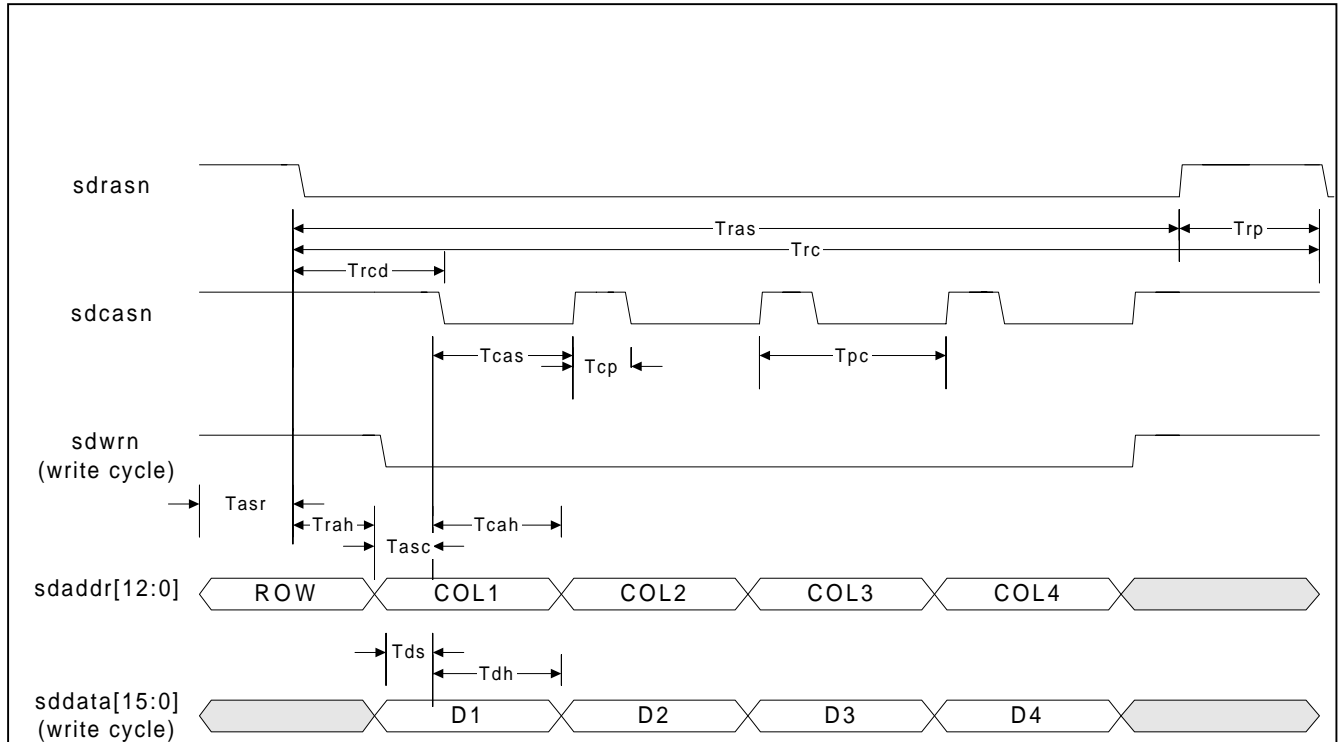 sdrasn
Tras
Trp
Trc
Trcd
sdcasn
Tcas
Tcp
Tpc
sdwrn
(write cycle)
Tasr
Trah
Tcah
Tasc
sdaddr[12:0]
ROW
COL1
COL2
COL3
COL4
Tds
Tdh
sddata[15:0]
(write cycle)
D1
D2
D3
D4